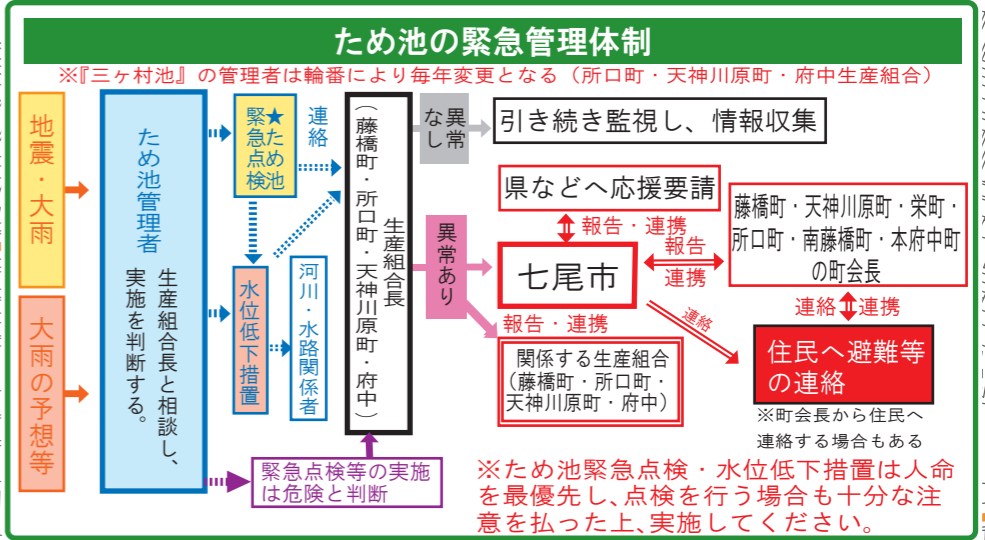 ため池の緊急管理体制
※『三ヶ村池』の管理者は輪番により毎年変更となる（所口町・天神川原町・府中生産組合）
地震・大雨
大雨の予想等
ため池管理者
生産組合長と相談し、
実施を判断する。
★ため池
緊急点検
連絡
水位低下措置
河川・水路関係者
緊急点検等の実施
は危険と判断
生産組合長
（藤橋町・所口町・天神川原町・府中）
異常
なし
引き続き監視し、情報収集
異常あり
県などへ応援要請
報告・連携
七尾市
報告
連携
藤橋町・天神川原町・栄町・
所口町・南藤橋町・本府中町
の町会長
報告・連携
関係する生産組合
（藤橋町・所口町・
天神川原町・府中）
連絡
連絡
連携
住民へ避難等
の連絡
※町会長から住民へ
連絡する場合もある
※ため池緊急点検・水位低下措置は人命
を最優先し、点検を行う場合も十分な注
意を払った上、実施してください。